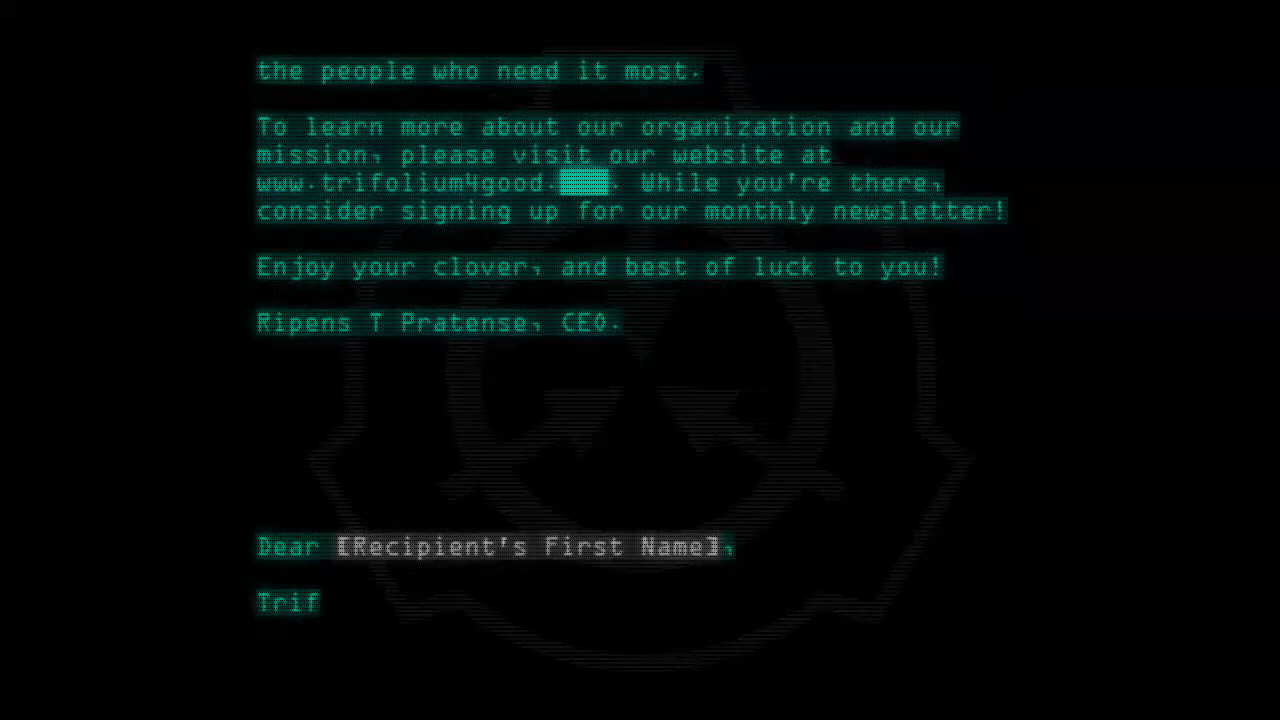 the people who need it most.
To learn more about our organization and our
mission, please visit our website at
www.trifolium4good.███. While you're there,
consider signing up for our monthly newsletter!
Enjoy your clover, and best of luck to you!
Ripens T Pratense, CEO.
Dear [Recipient's First Name],
Trif